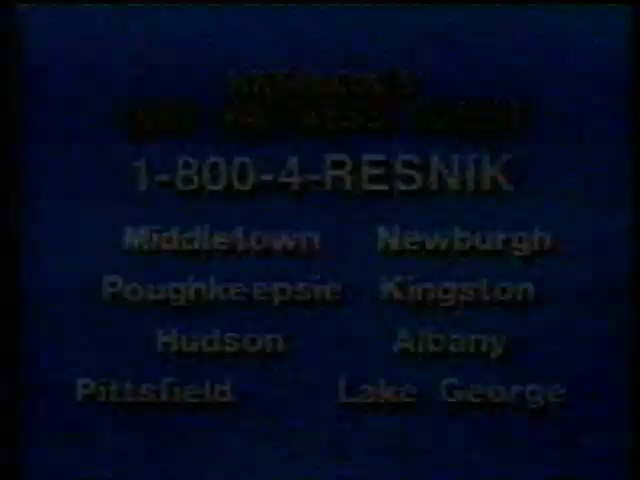 1-800-4-RESNIK
Middletown Newburgh
Poughkeepsie Kingston
Hudson Albany
Pittsfield Lake George